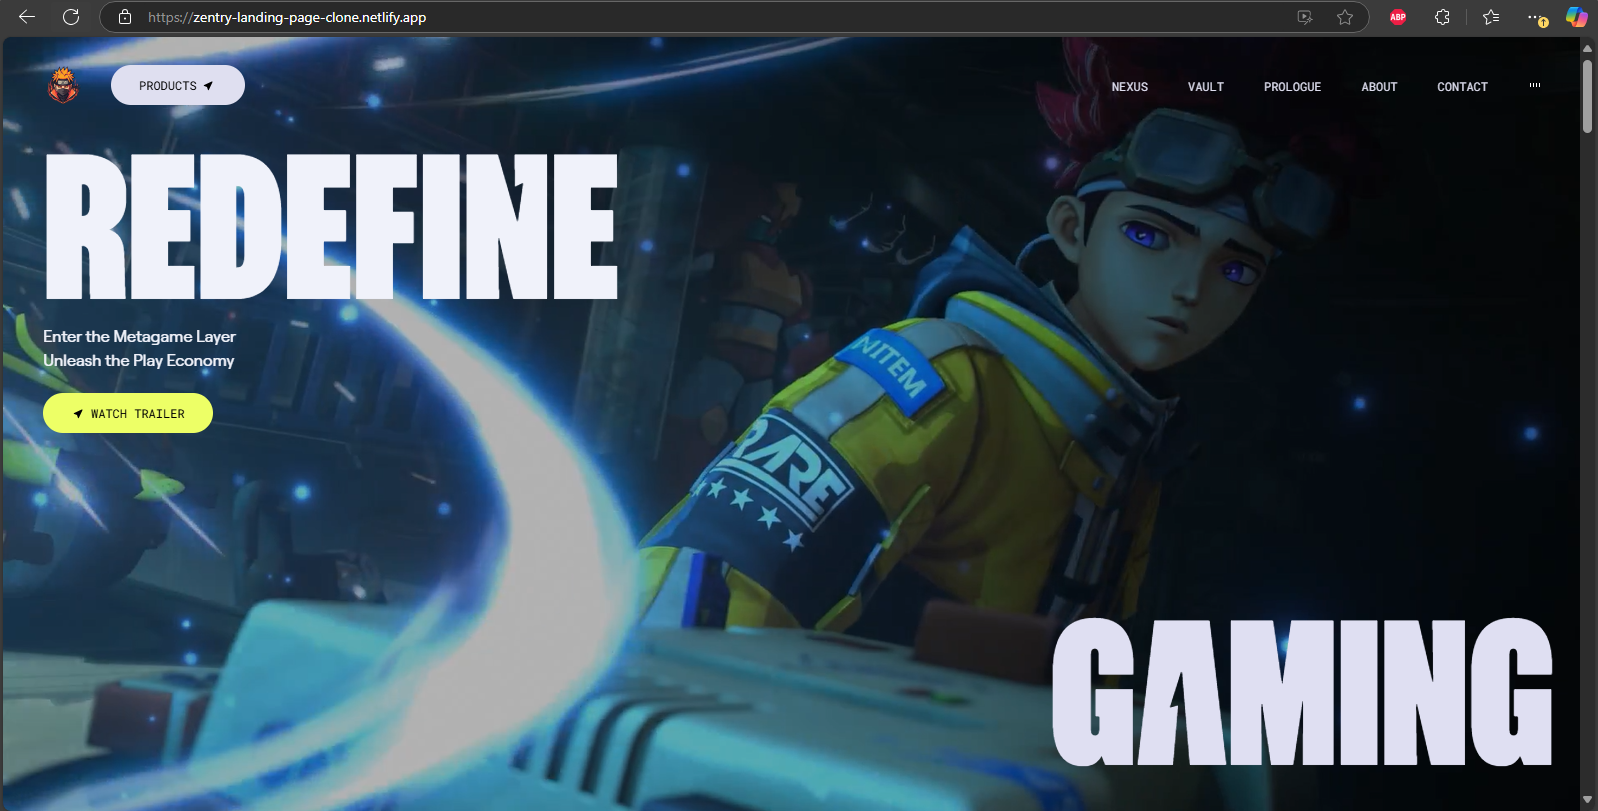 https://zentry-landing-page-clone.netlify.app
ABP
PRODUCTS
NEXUS
VAULT
PROLOGUE
ABOUT
CONTACT
REDEFINE
Enter the Metagame Layer
Unleash the Play Economy
WATCH TRAILER
NITEM
RARE
GAMING